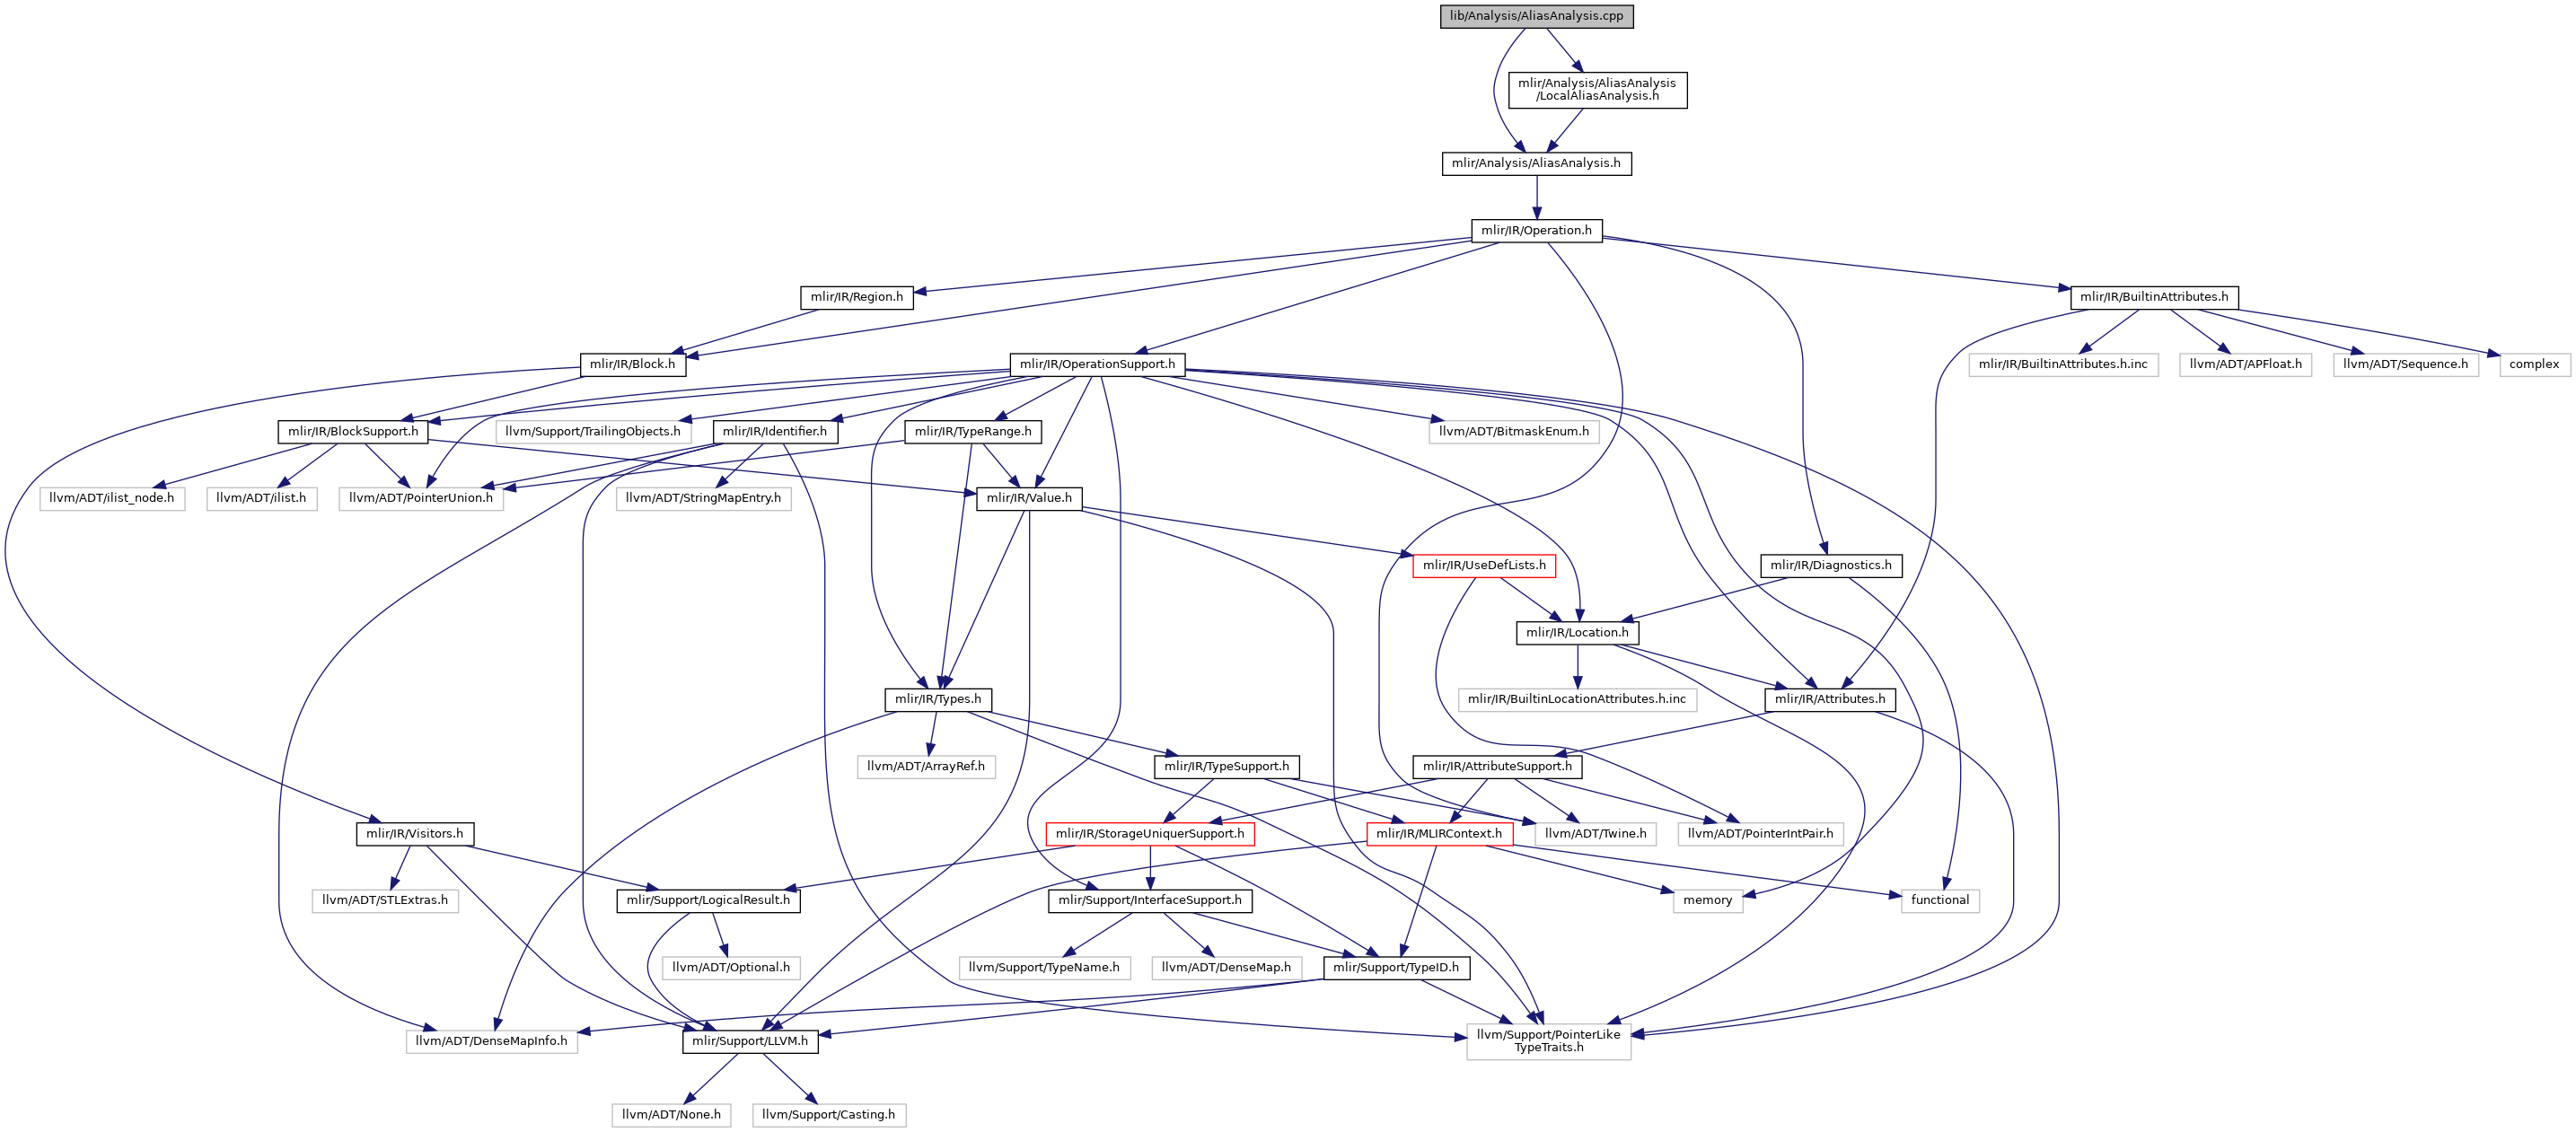 lib/Analysis/AliasAnalysis.cpp
mlir/Analysis/AliasAnalysis
/LocalAliasAnalysis.h
mlir/Analysis/AliasAnalysis.h
mlir/IR/Operation.h
mlir/IR/Region.h
mlir/IR/BuiltinAttributes.h
mlir/IR/Block.h
mlir/IR/OperationSupport.h
mlir/IR/BuiltinAttributes.h.inc
llvm/ADT/APFloat.h
llvm/ADT/Sequence.h
complex
mlir/IR/BlockSupport.h
llvm/Support/TrailingObjects.h
mlir/IR/Identifier.h
mlir/IR/TypeRange.h
llvm/ADT/BitmaskEnum.h
llvm/ADT/ilist_node.h
llvm/ADT/ilist.h
llvm/ADT/PointerUnion.h
llvm/ADT/StringMapEntry.h
mlir/IR/Value.h
mlir/IR/UseDefLists.h
mlir/IR/Diagnostics.h
mlir/IR/Location.h
mlir/IR/Types.h
mlir/IR/BuiltinLocationAttributes.h.inc
mlir/IR/Attributes.h
llvm/ADT/ArrayRef.h
mlir/IR/TypeSupport.h
mlir/IR/AttributeSupport.h
mlir/IR/Visitors.h
mlir/IR/StorageUniquerSupport.h
mlir/IR/MLIRContext.h
llvm/ADT/Twine.h
llvm/ADT/PointerIntPair.h
llvm/ADT/STLExtras.h
mlir/Support/LogicalResult.h
mlir/Support/InterfaceSupport.h
memory
functional
llvm/ADT/Optional.h
llvm/Support/TypeName.h
llvm/ADT/DenseMap.h
mlir/Support/TypeID.h
llvm/ADT/DenseMapInfo.h
mlir/Support/LLVM.h
llvm/Support/PointerLike
TypeTraits.h
llvm/ADT/None.h
llvm/Support/Casting.h